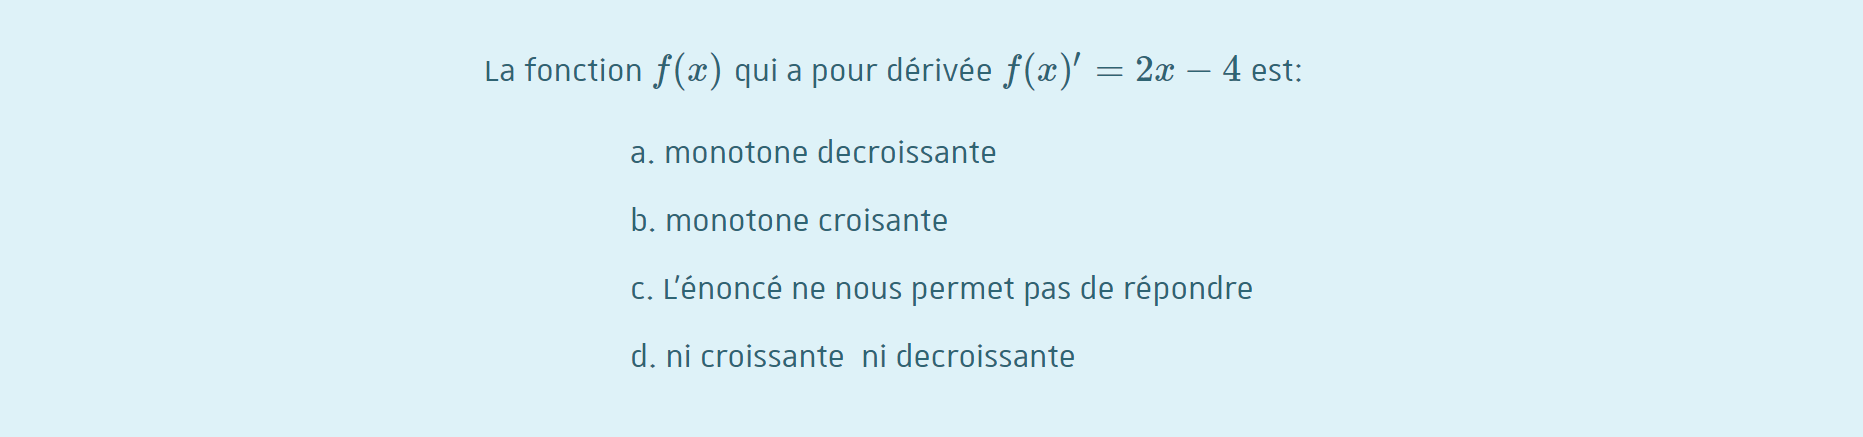 La fonction f(x) qui a pour dérivée f(x)′ = 2x − 4 est:
a. monotone decroissante
b. monotone croisante
c. L'énoncé ne nous permet pas de répondre
d. ni croissante ni decroissante